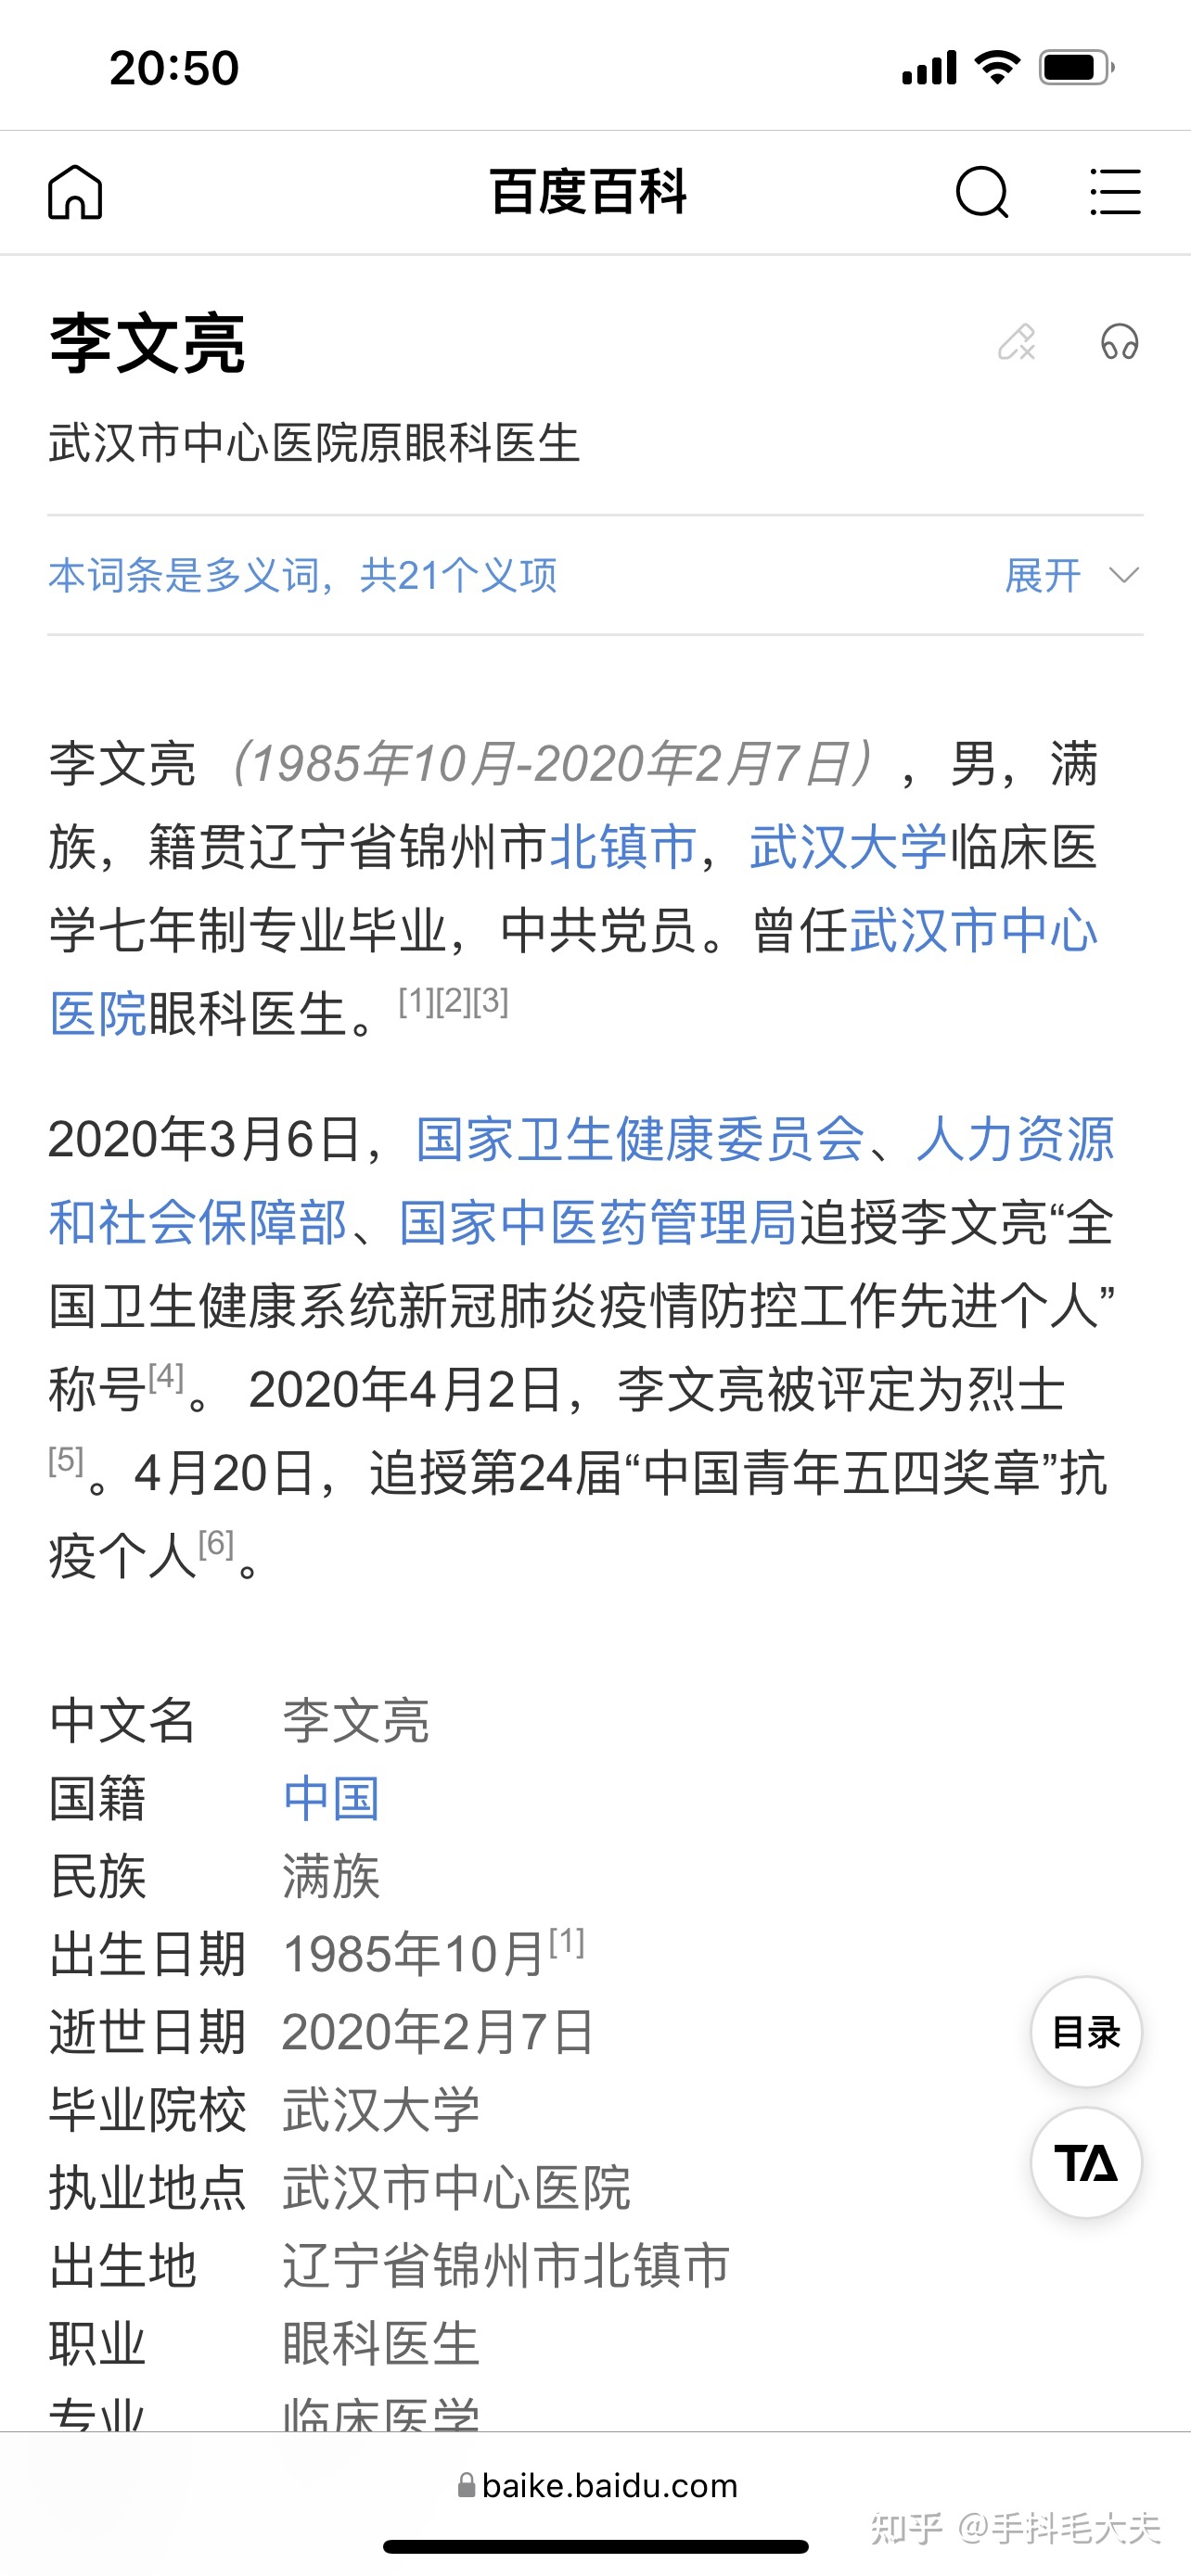 20:50
百度百科
李文亮
武汉市中心医院原眼科医生
本词条是多义词，共21个义项 展开
李文亮（1985年10月-2020年2月7日），男，满
族，籍贯辽宁省锦州市北镇市，武汉大学临床医
学七年制专业毕业，中共党员。曾任武汉市中心
医院眼科医生。[1][2][3]
2020年3月6日，国家卫生健康委员会、人力资源
和社会保障部、国家中医药管理局追授李文亮“全
国卫生健康系统新冠肺炎疫情防控工作先进个人”
称号[4]。 2020年4月2日，李文亮被评定为烈士
[5]。4月20日，追授第24届“中国青年五四奖章”抗
疫个人[6]。
中文名 李文亮
国籍 中国
民族 满族
出生日期 1985年10月[1]
逝世日期 2020年2月7日
目录
毕业院校 武汉大学
执业地点 武汉市中心医院
TA
出生地 辽宁省锦州市北镇市
职业 眼科医生
专业 临床医学
baike.baidu.com
知乎 @手抖毛大夫